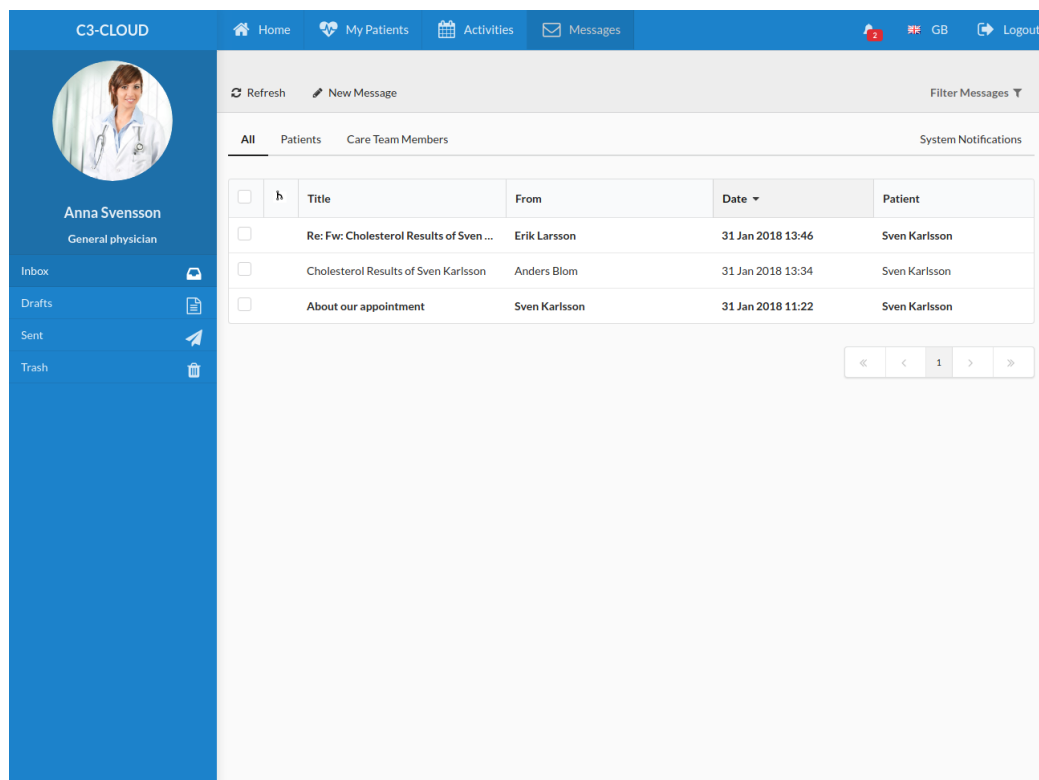 C3-CLOUD Home My Patients Activities Messages 2 GB Logout
Refresh New Message Filter Messages
All Patients Care Team Members System Notifications
Anna Svensson
General physician
Inbox
Drafts
Sent
Trash
Title From Date Patient
Re: Fw: Cholesterol Results of Sven ... Erik Larsson 31 Jan 2018 13:46 Sven Karlsson
Cholesterol Results of Sven Karlsson Anders Blom 31 Jan 2018 13:34 Sven Karlsson
About our appointment Sven Karlsson 31 Jan 2018 11:22 Sven Karlsson
« < 1 > »